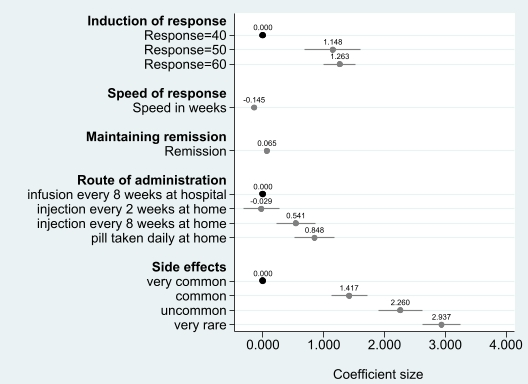 Induction of response
0.000
Response=40
1.148
Response=50
1.263
Response=60
Speed of response
-0.145
Speed in weeks
Maintaining remission
0.065
Remission
Route of administration
0.000
infusion every 8 weeks at hospital
-0.029
injection every 2 weeks at home
0.541
injection every 8 weeks at home
0.848
pill taken daily at home
Side effects
0.000
very common
1.417
common
2.260
uncommon
2.937
very rare
0.000 1.000 2.000 3.000 4.000
Coefficient size